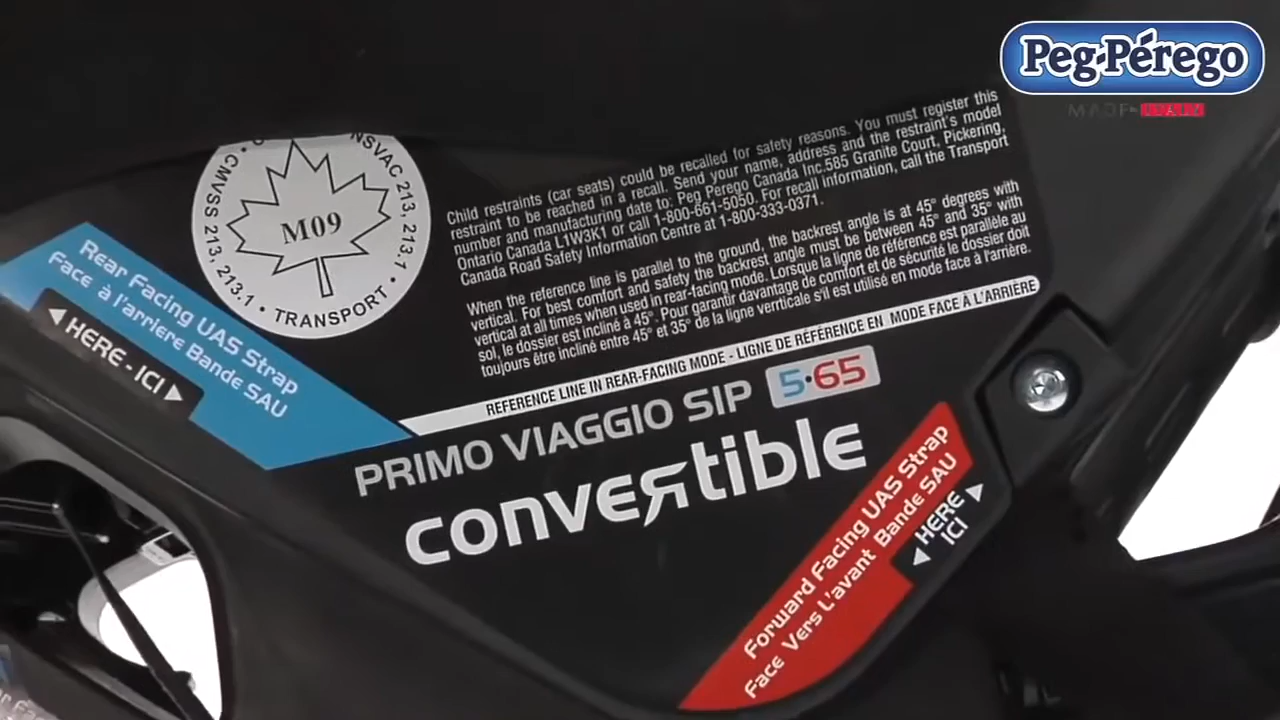 Peg-Pérego
NSVAC 213, 213.1 • TRANSPORT • CMVSS 213, 213.1 •
M09
Child restraints (car seats) could be recalled for safety reasons. You must register this
restraint to be reached in a recall. Send your name, address and the restraint's model
number and manufacturing date to: Peg Perego Canada Inc.585 Granite Court, Pickering,
Ontario Canada L1W3K1 or call 1-800-661-5050. For recall information, call the Transport
Canada Road Safety Information Centre at 1-800-333-0371.
When the reference line is parallel to the ground, the backrest angle is at 45° degrees with
vertical. For best comfort and safety the backrest angle must be between 45° and 35° with
vertical at all times when used in rear-facing mode. Lorsque la ligne de référence est parallèle au
sol, le dossier est incliné à 45°. Pour garantir davantage de comfort et de sécurité le dossier doit
toujours être incliné entre 45° et 35° de la ligne verrticale s'il est utilisé en mode face à l'arrière.
REFERENCE LINE IN REAR-FACING MODE - LIGNE DE RÉFÉRENCE EN MODE FACE À L'ARRIÈRE
Rear Facing UAS Strap
Face à l'arriere Bande SAU
HERE - ICI
PRIMO VIAGGIO SIP 5•65
convertible
Forward Facing UAS Strap
Face Vers L'avant Bande SAU
HERE
ICI